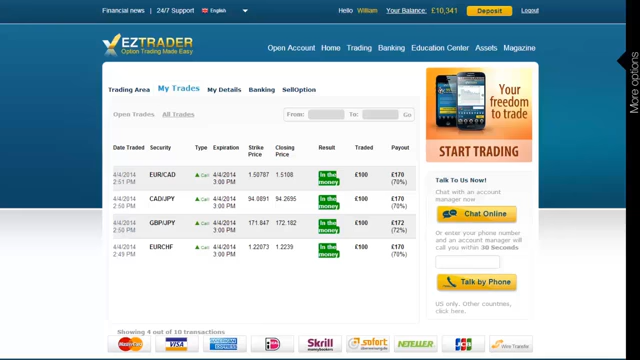 Financial news | 24/7 Support English Hello William Your Balance: £10,341 Deposit Logout
EZTRADER
Option Trading Made Easy
Open Account Home Trading Banking Education Center Assets Magazine
More options
Trading Area My Trades My Details Banking SellOption
Open Trades All Trades From: To: Go
Date Traded Security Type Expiration Strike Price Closing Price Result Traded Payout
4/4/2014 2:51 PM EUR/CAD Call 4/4/2014 3:00 PM 1.50787 1.5108 In the money £100 £170 (70%)
4/4/2014 2:50 PM CAD/JPY Call 4/4/2014 3:00 PM 94.0891 94.2695 In the money £100 £170 (70%)
4/4/2014 2:50 PM GBP/JPY Call 4/4/2014 3:00 PM 171.847 172.182 In the money £100 £172 (72%)
4/4/2014 2:49 PM EURCHF Call 4/4/2014 3:00 PM 1.22073 1.2239 In the money £100 £170 (70%)
Showing 4 out of 10 transactions
Your freedom to trade
START TRADING
Talk To Us Now!
Chat with an account
manager now
Chat Online
Or enter your phone number
and an account manager will
call you within 30 Seconds
Talk by Phone
US only. Other countries,
click here.
MasterCard VISA iDEAL Skrill moneybookers sofort NETELLER JCB Wire Transfer